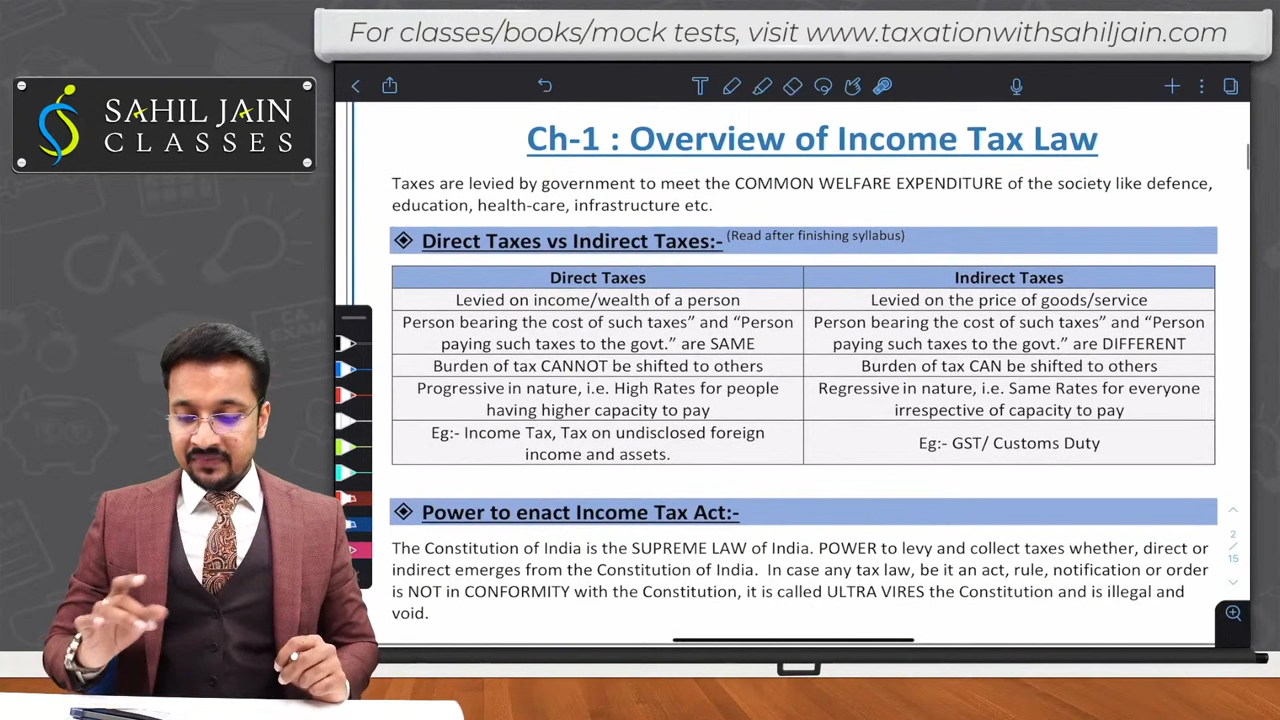 For classes/books/mock tests, visit www.taxationwithsahiljain.com
SAHIL JAIN
CLASSES
Ch-1 : Overview of Income Tax Law
Taxes are levied by government to meet the COMMON WELFARE EXPENDITURE of the society like defence,
education, health-care, infrastructure etc.
Direct Taxes vs Indirect Taxes:- (Read after finishing syllabus)
Direct Taxes
Indirect Taxes
Levied on income/wealth of a person
Levied on the price of goods/service
Person bearing the cost of such taxes” and “Person
paying such taxes to the govt.” are SAME
Person bearing the cost of such taxes” and “Person
paying such taxes to the govt.” are DIFFERENT
Burden of tax CANNOT be shifted to others
Burden of tax CAN be shifted to others
Progressive in nature, i.e. High Rates for people
having higher capacity to pay
Regressive in nature, i.e. Same Rates for everyone
irrespective of capacity to pay
Eg:- Income Tax, Tax on undisclosed foreign
income and assets.
Eg:- GST/ Customs Duty
Power to enact Income Tax Act:-
The Constitution of India is the SUPREME LAW of India. POWER to levy and collect taxes whether, direct or
indirect emerges from the Constitution of India. In case any tax law, be it an act, rule, notification or order
is NOT in CONFORMITY with the Constitution, it is called ULTRA VIRES the Constitution and is illegal and
void.
2
/
15